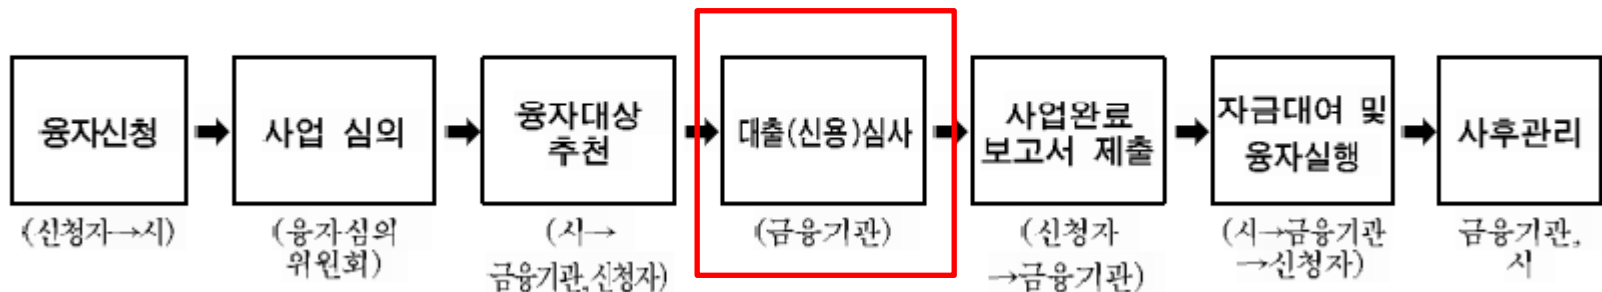 융자신청
(신청자→시)
사업 심의
(융자심의
위원회)
융자대상
추천
(시→
금융기관,신청자)
대출(신용)심사
(금융기관)
사업완료
보고서 제출
(신청자
→금융기관)
자금대여 및
융자실행
(시→금융기관
→신청자)
사후관리
금융기관,
시